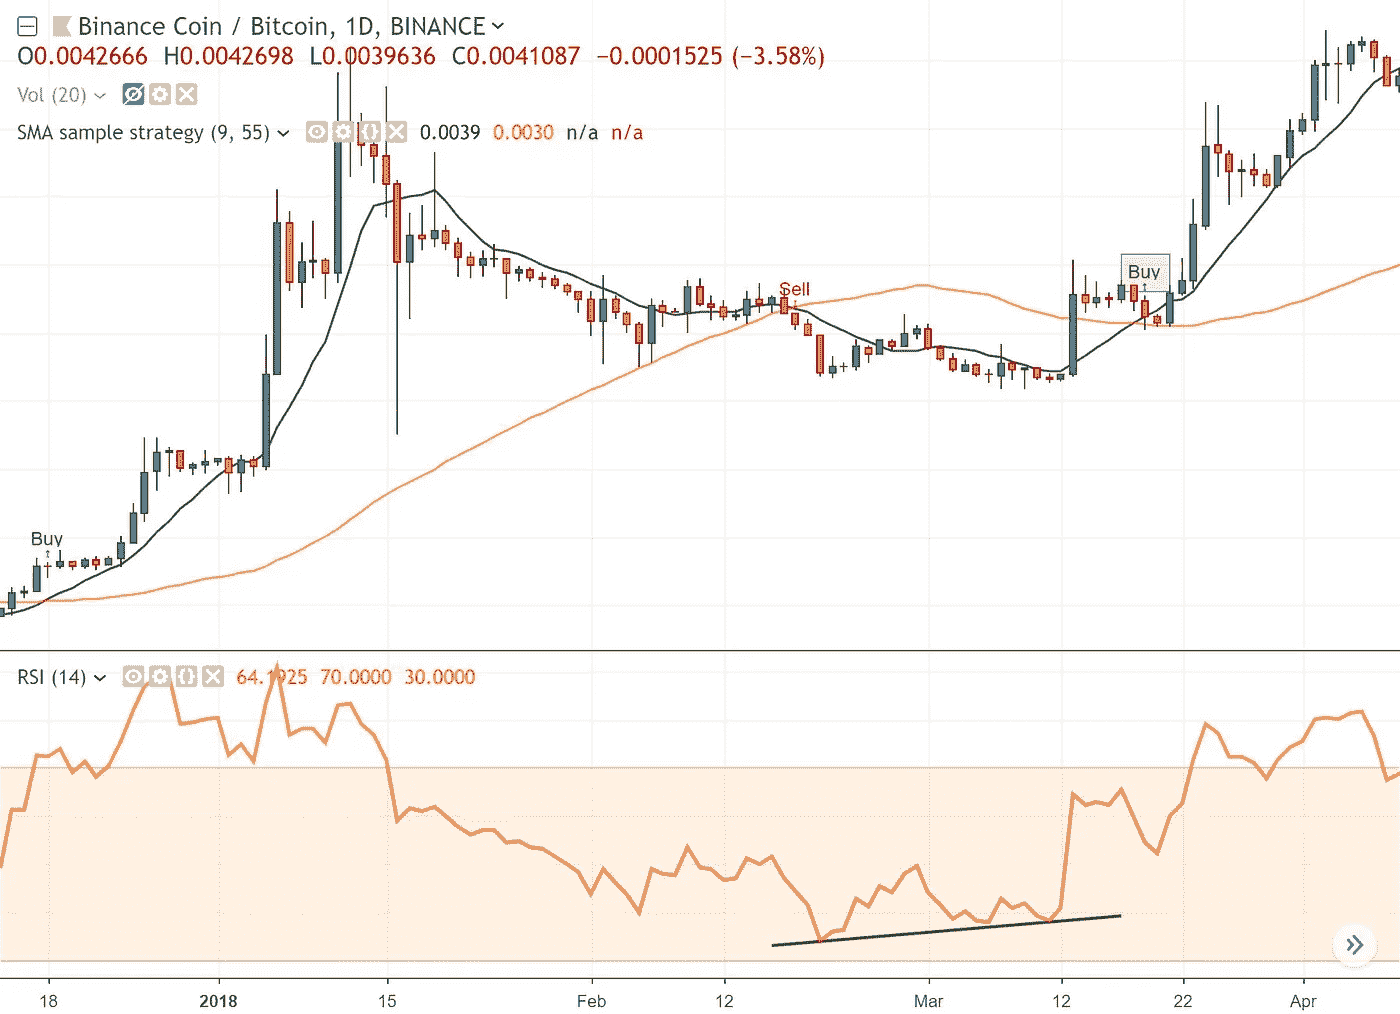 Binance Coin / Bitcoin, 1D, BINANCE
O0.0042666 H0.0042698 L0.0039636 C0.0041087 −0.0001525 (−3.58%)
Vol (20)
SMA sample strategy (9, 55) 0.0039 0.0030 n/a n/a
Sell
Buy
Buy
RSI (14) 64.1925 70.0000 30.0000
18 2018 15 Feb 12 Mar 12 22 Apr